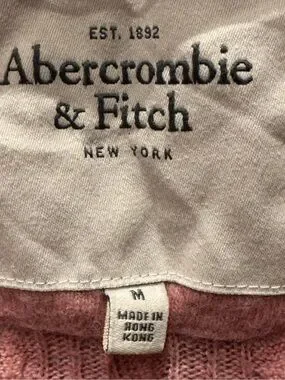 EST. 1892
Abercrombie
& Fitch
NEW YORK
M
MADE IN
HONG
KONG